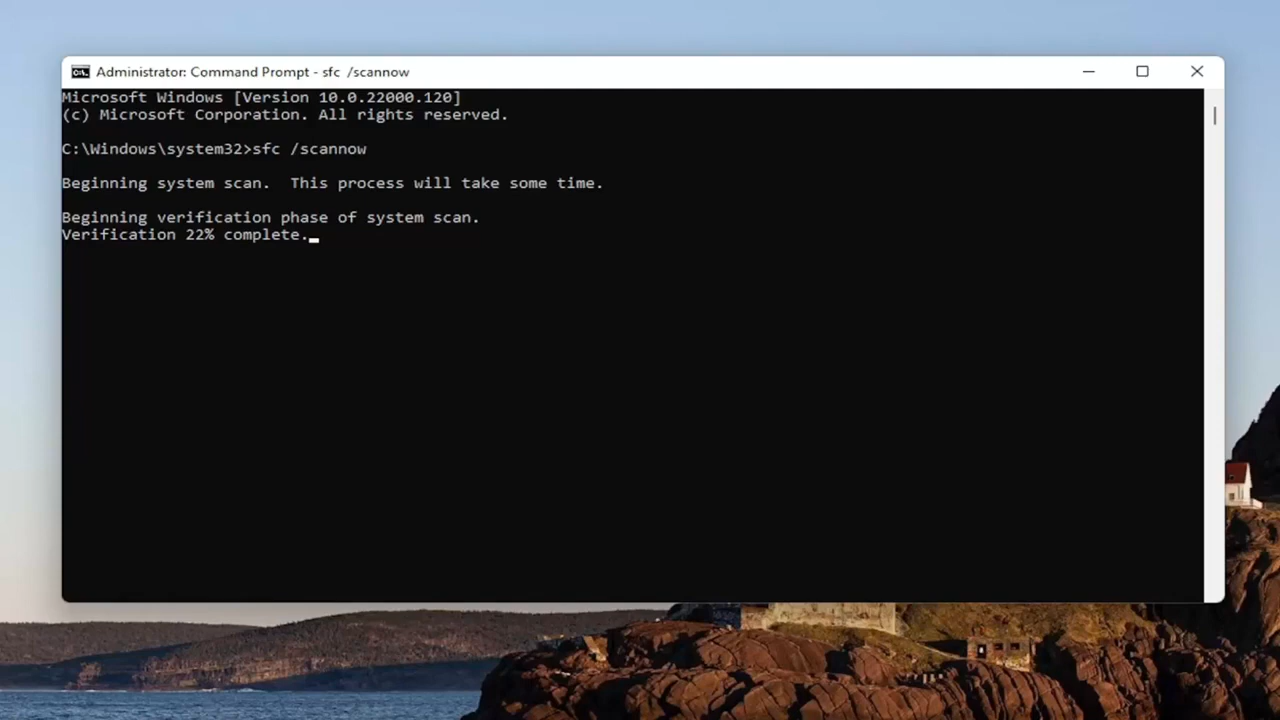 Administrator: Command Prompt - sfc  /scannow
Microsoft Windows [Version 10.0.22000.120]
(c) Microsoft Corporation. All rights reserved.
C:\Windows\system32>sfc /scannow
Beginning system scan.  This process will take some time.
Beginning verification phase of system scan.
Verification 22% complete.